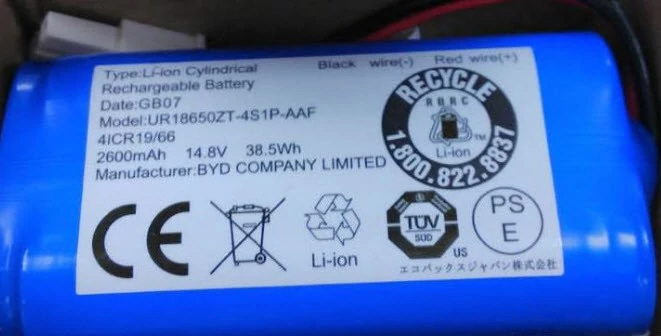 Type:Li-ion Cylindrical
Rechargeable Battery
Date:GB07
Model:UR18650ZT-4S1P-AAF
4ICR19/66
2600mAh 14.8V 38.5Wh
Manufacturer:BYD COMPANY LIMITED
Black wire(-) Red wire(+)
RECYCLE
RBRC
TM
Li-ion
1.800.822.8837
CE
Li-ion
TÜV
SÜD
US
PS
E
エコバックスジャパン株式会社